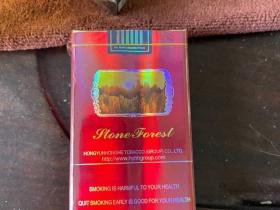 Stone Forest
HONGYUNHONGHE TOBACCO (GROUP) CO., LTD.
http://www.hyhhgroup.com
SMOKING IS HARMFUL TO YOUR HEALTH
QUIT SMOKING EARLY IS GOOD FOR YOUR HEALTH